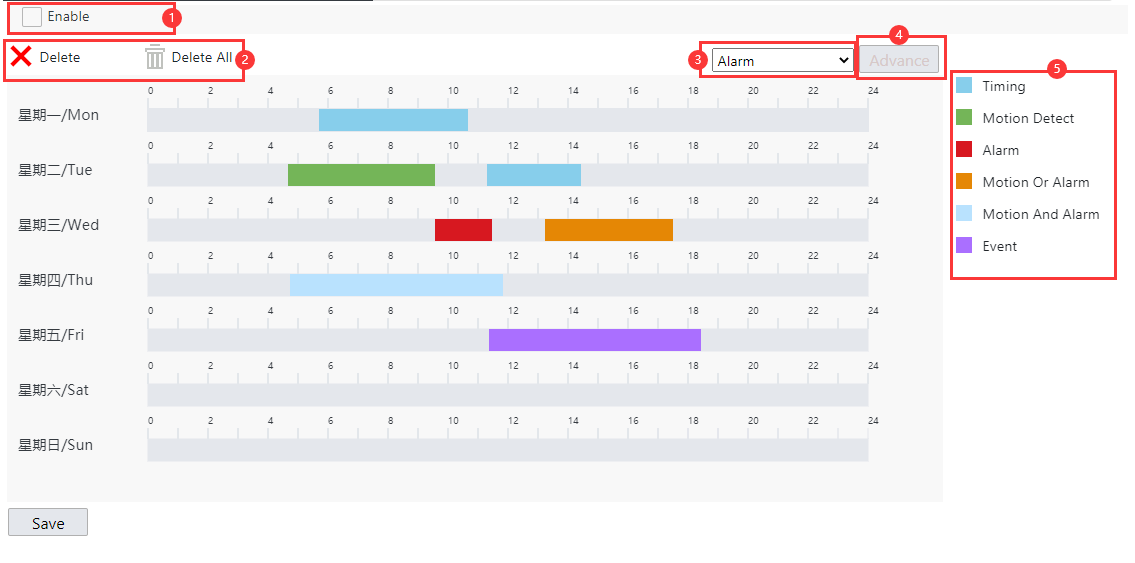 Enable 1
Delete Delete All 2 3 Alarm 4 Advance
5
Timing
Motion Detect
Alarm
Motion Or Alarm
Motion And Alarm
Event
0 2 4 6 8 10 12 14 16 18 20 22 24
星期一/Mon
0 2 4 6 8 10 12 14 16 18 20 22 24
星期二/Tue
0 2 4 6 8 10 12 14 16 18 20 22 24
星期三/Wed
0 2 4 6 8 10 12 14 16 18 20 22 24
星期四/Thu
0 2 4 6 8 10 12 14 16 18 20 22 24
星期五/Fri
0 2 4 6 8 10 12 14 16 18 20 22 24
星期六/Sat
0 2 4 6 8 10 12 14 16 18 20 22 24
星期日/Sun
Save